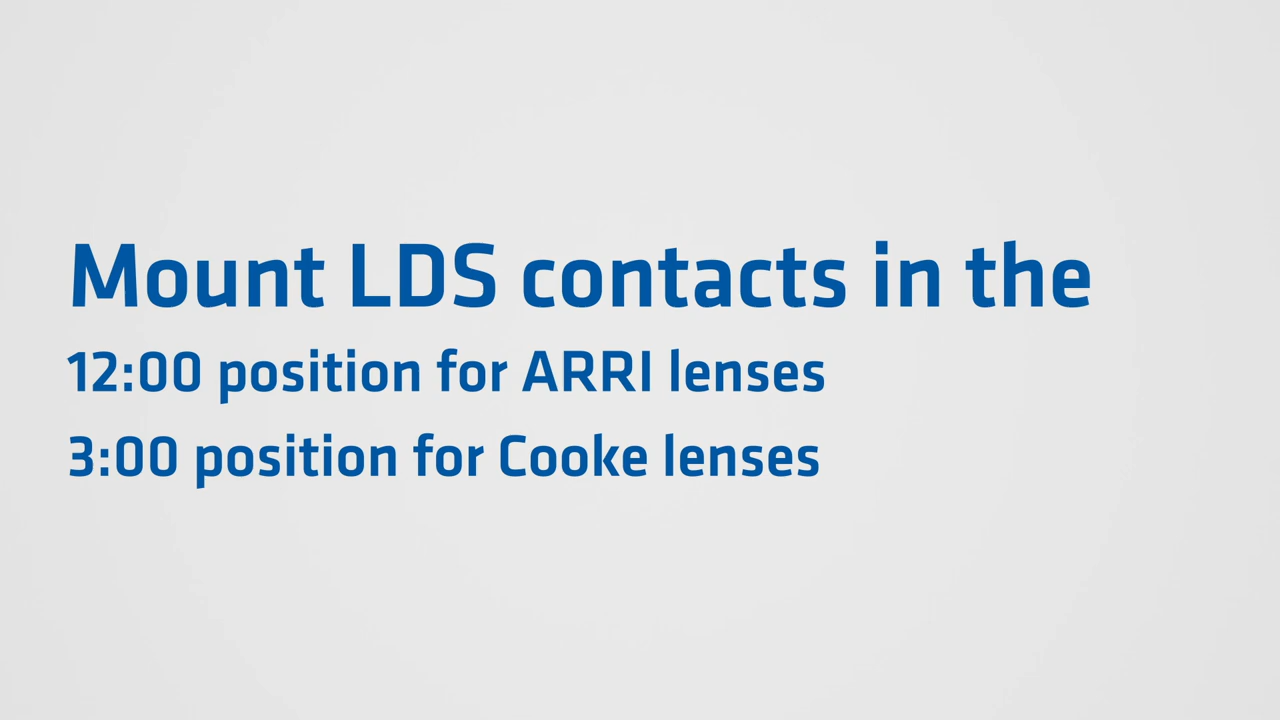 Mount LDS contacts in the
12:00 position for ARRI lenses
3:00 position for Cooke lenses